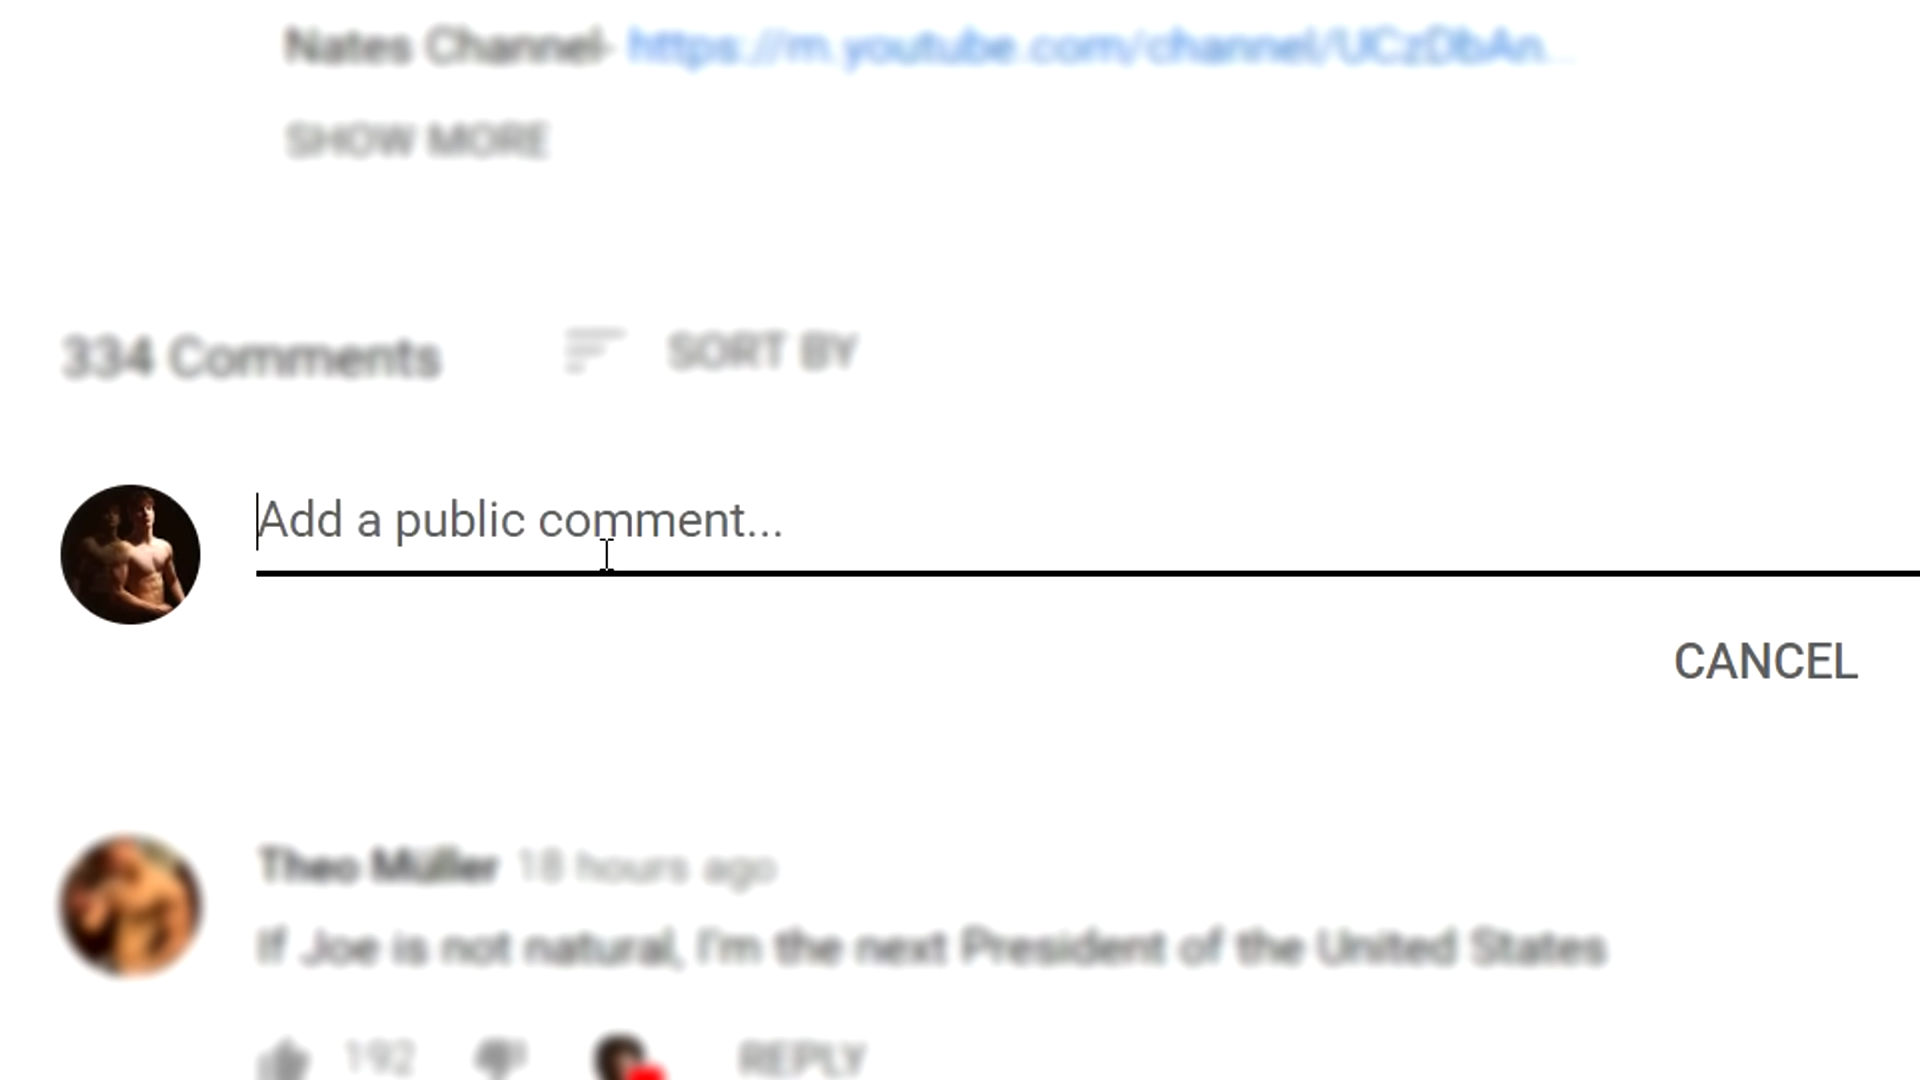 Nates Channel- https://m.youtube.com/channel/UCzDbAn...
SHOW MORE
334 Comments SORT BY
Add a public comment...
CANCEL
Theo Müller 18 hours ago
If Joe is not natural, I'm the next President of the United States
192 REPLY